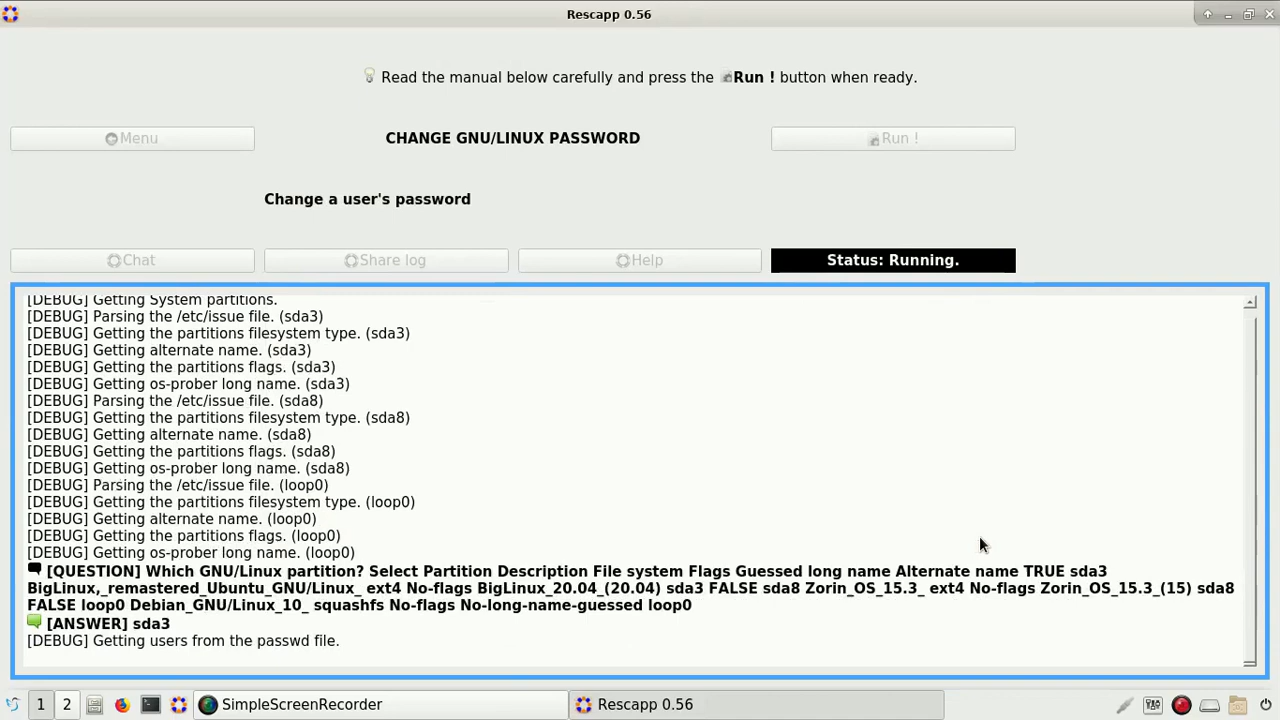 Rescapp 0.56
Read the manual below carefully and press the Run ! button when ready.
Menu
CHANGE GNU/LINUX PASSWORD
Run !
Change a user's password
Chat
Share log
Help
Status: Running.
[DEBUG] Getting System partitions.
[DEBUG] Parsing the /etc/issue file. (sda3)
[DEBUG] Getting the partitions filesystem type. (sda3)
[DEBUG] Getting alternate name. (sda3)
[DEBUG] Getting the partitions flags. (sda3)
[DEBUG] Getting os-prober long name. (sda3)
[DEBUG] Parsing the /etc/issue file. (sda8)
[DEBUG] Getting the partitions filesystem type. (sda8)
[DEBUG] Getting alternate name. (sda8)
[DEBUG] Getting the partitions flags. (sda8)
[DEBUG] Getting os-prober long name. (sda8)
[DEBUG] Parsing the /etc/issue file. (loop0)
[DEBUG] Getting the partitions filesystem type. (loop0)
[DEBUG] Getting alternate name. (loop0)
[DEBUG] Getting the partitions flags. (loop0)
[DEBUG] Getting os-prober long name. (loop0)
[QUESTION] Which GNU/Linux partition? Select Partition Description File system Flags Guessed long name Alternate name TRUE sda3
BigLinux,_remastered_Ubuntu_GNU/Linux_ ext4 No-flags BigLinux_20.04_(20.04) sda3 FALSE sda8 Zorin_OS_15.3_ ext4 No-flags Zorin_OS_15.3_(15) sda8
FALSE loop0 Debian_GNU/Linux_10_ squashfs No-flags No-long-name-guessed loop0
[ANSWER] sda3
[DEBUG] Getting users from the passwd file.
1
2
SimpleScreenRecorder
Rescapp 0.56